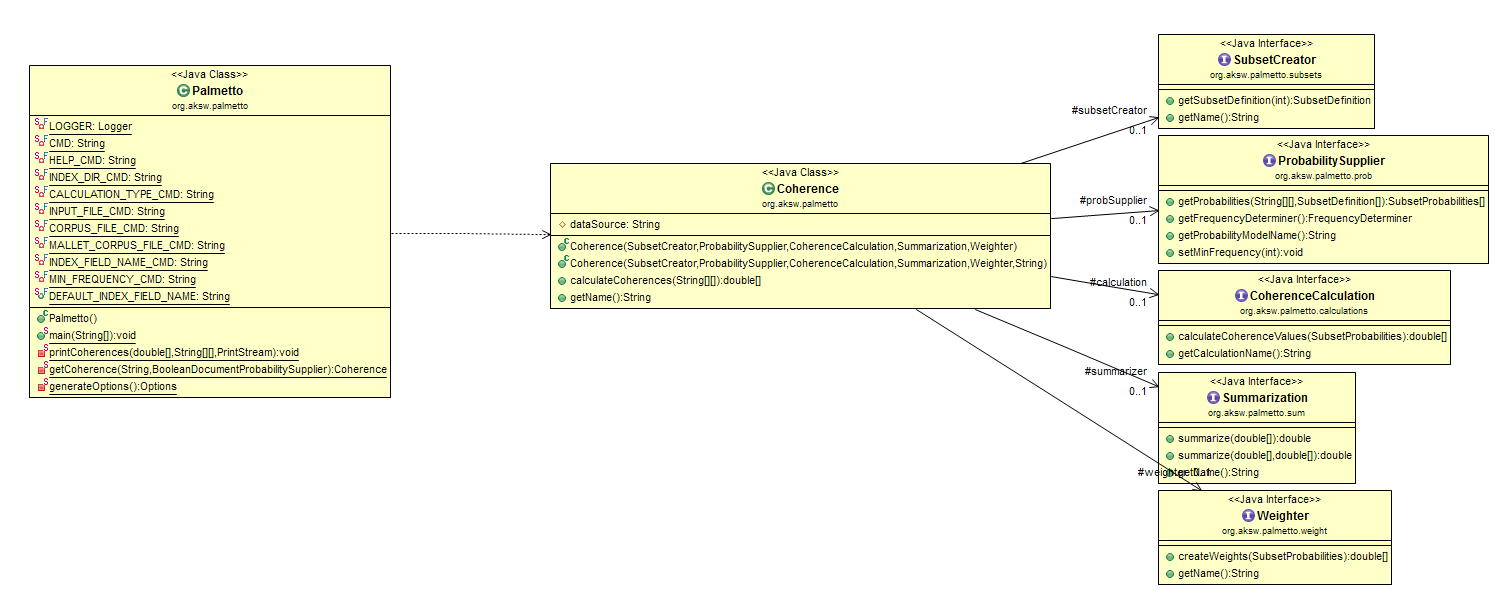 <<Java Class>>
Palmetto
org.aksw.palmetto
LOGGER: Logger
CMD: String
HELP_CMD: String
INDEX_DIR_CMD: String
CALCULATION_TYPE_CMD: String
INPUT_FILE_CMD: String
CORPUS_FILE_CMD: String
MALLET_CORPUS_FILE_CMD: String
INDEX_FIELD_NAME_CMD: String
MIN_FREQUENCY_CMD: String
DEFAULT_INDEX_FIELD_NAME: String
Palmetto()
main(String[]):void
printCoherences(double[],String[][],PrintStream):void
getCoherence(String,BooleanDocumentProbabilitySupplier):Coherence
generateOptions():Options
<<Java Class>>
Coherence
org.aksw.palmetto
dataSource: String
Coherence(SubsetCreator,ProbabilitySupplier,CoherenceCalculation,Summarization,Weighter)
Coherence(SubsetCreator,ProbabilitySupplier,CoherenceCalculation,Summarization,Weighter,String)
calculateCoherences(String[][]):double[]
getName():String
#subsetCreator
0..1
#probSupplier
0..1
#calculation
0..1
#summarizer
0..1
#weighter 0..1
<<Java Interface>>
SubsetCreator
org.aksw.palmetto.subsets
getSubsetDefinition(int):SubsetDefinition
getName():String
<<Java Interface>>
ProbabilitySupplier
org.aksw.palmetto.prob
getProbabilities(String[][],SubsetDefinition[]):SubsetProbabilities[]
getFrequencyDeterminer():FrequencyDeterminer
getProbabilityModelName():String
setMinFrequency(int):void
<<Java Interface>>
CoherenceCalculation
org.aksw.palmetto.calculations
calculateCoherenceValues(SubsetProbabilities):double[]
getCalculationName():String
<<Java Interface>>
Summarization
org.aksw.palmetto.sum
summarize(double[]):double
summarize(double[],double[]):double
getName():String
<<Java Interface>>
Weighter
org.aksw.palmetto.weight
createWeights(SubsetProbabilities):double[]
getName():String